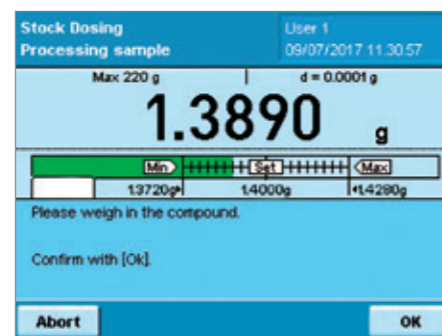 Stock Dosing User 1
Processing sample 09/07/2017 11.30.57
Max 220 g d = 0.0001 g
1.3890 g
Min Set Max
1.3720g 1.4000g 1.4280g
Please weigh in the compound.
Confirm with [Ok].
Abort OK